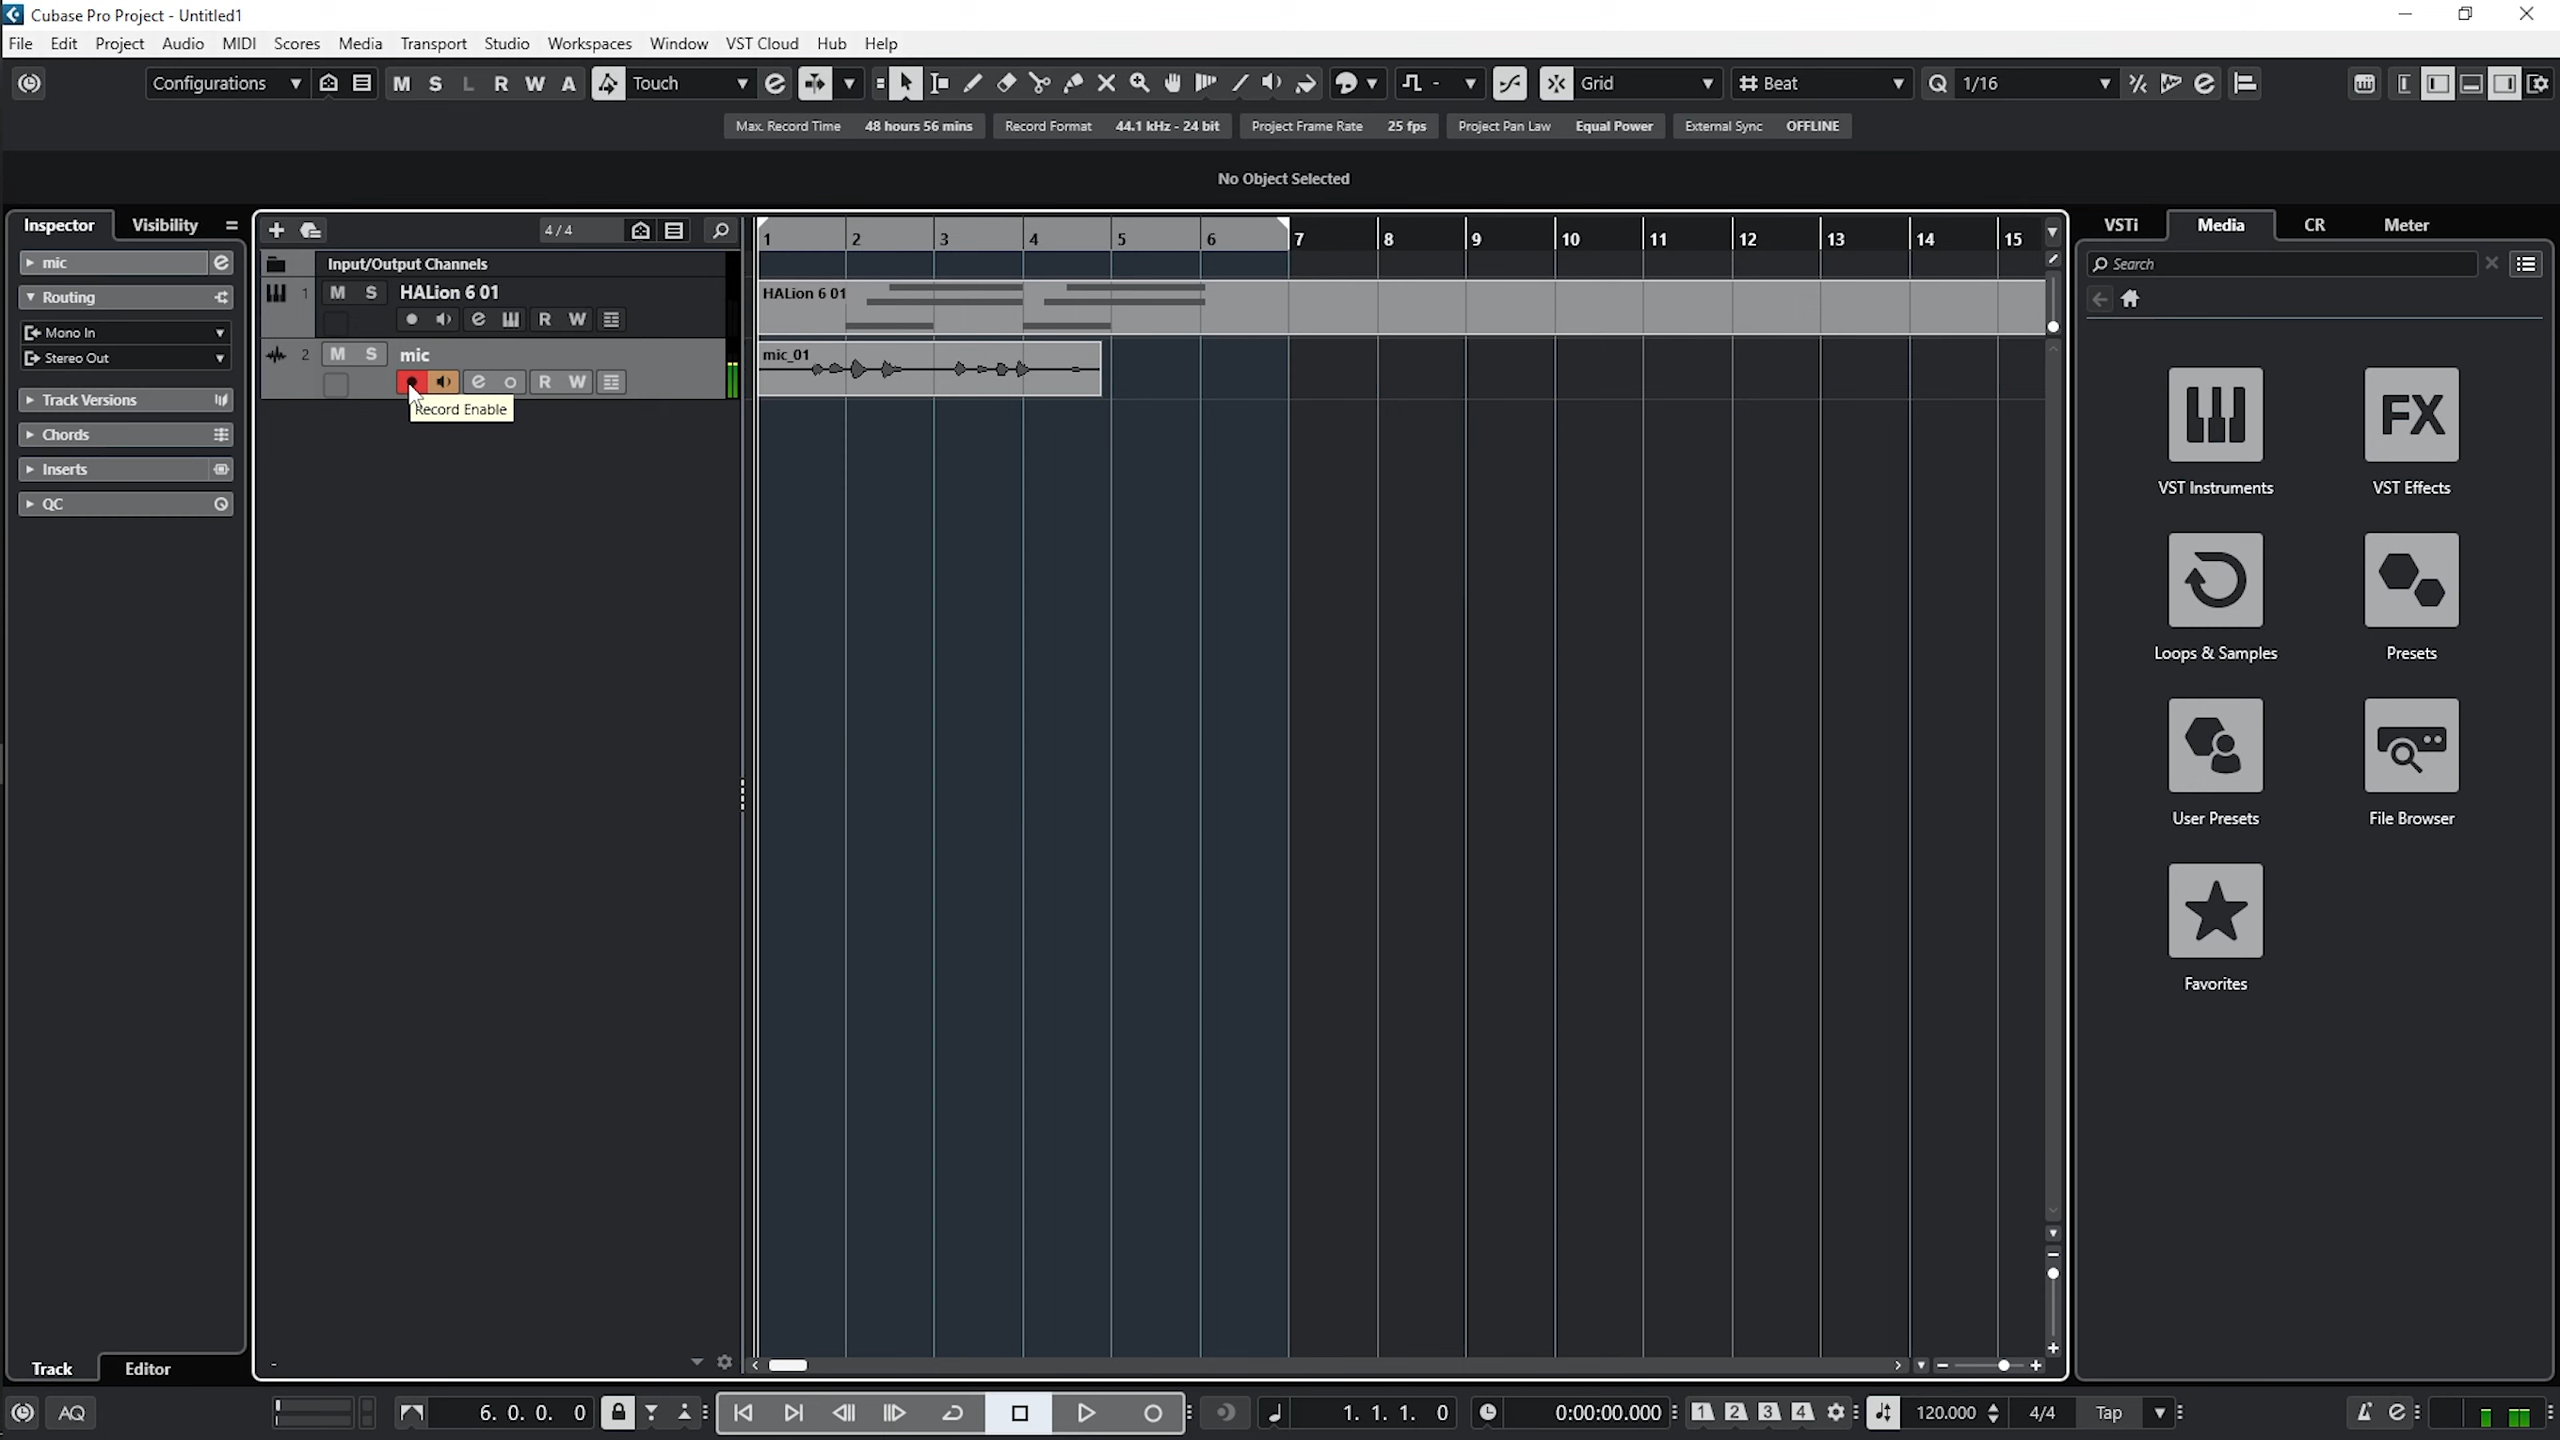 Cubase Pro Project - Untitled1
File Edit Project Audio MIDI Scores Media Transport Studio Workspaces Window VST Cloud Hub Help
Configurations M S L R W A Touch Grid Beat Q 1/16
Max. Record Time 48 hours 56 mins Record Format 44.1 kHz - 24 bit Project Frame Rate 25 fps Project Pan Law Equal Power External Sync OFFLINE
No Object Selected
Inspector Visibility
mic
Routing
Mono In
Stereo Out
Track Versions
Chords
Inserts
QC
Track Editor
4/4
Input/Output Channels
1 M S HALion 6 01
R W
2 M S mic
R W
Record Enable
1 2 3 4 5 6 7 8 9 10 11 12 13 14 15
HALion 6 01
mic_01
VSTi Media CR Meter
Search
VST Instruments
FX
VST Effects
Loops & Samples
Presets
User Presets
File Browser
Favorites
AQ 6. 0. 0. 0 1. 1. 1. 0 0:00:00.000 1 2 3 4 120.000 4/4 Tap